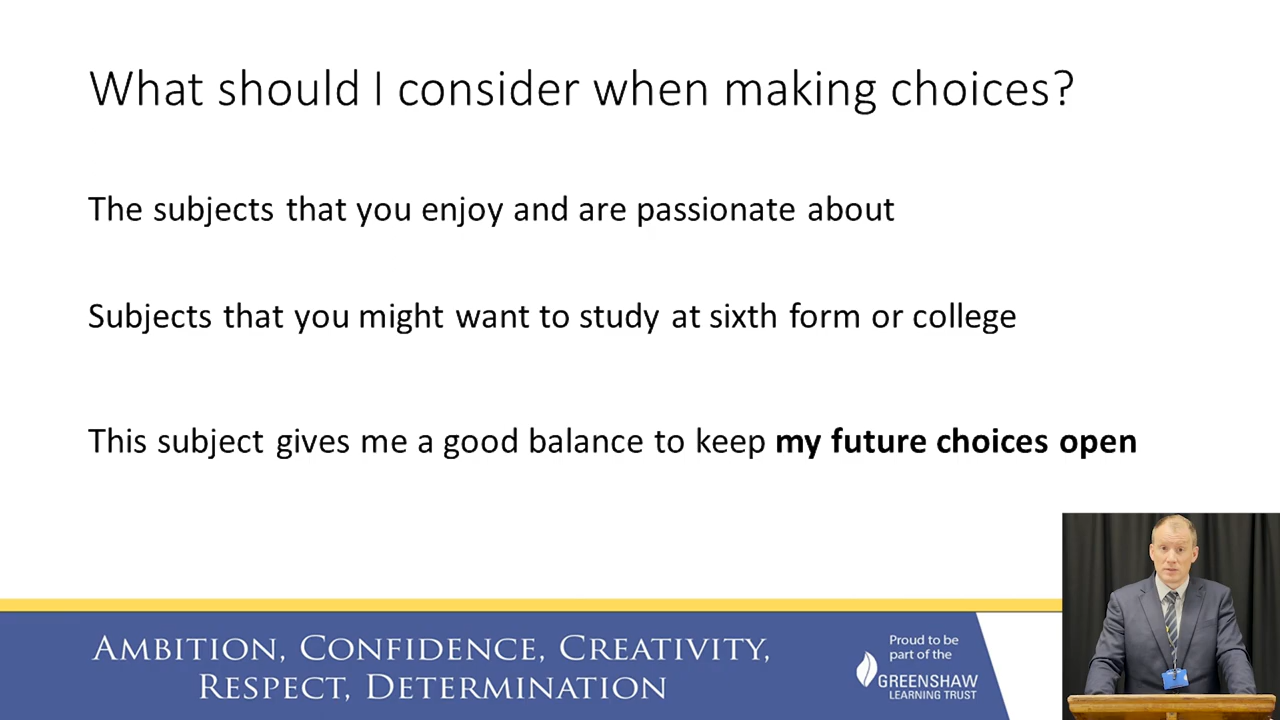 What should I consider when making choices?
The subjects that you enjoy and are passionate about
Subjects that you might want to study at sixth form or college
This subject gives me a good balance to keep my future choices open
AMBITION, CONFIDENCE, CREATIVITY,
RESPECT, DETERMINATION
Proud to be
part of the
GREENSHAW
LEARNING TRUST